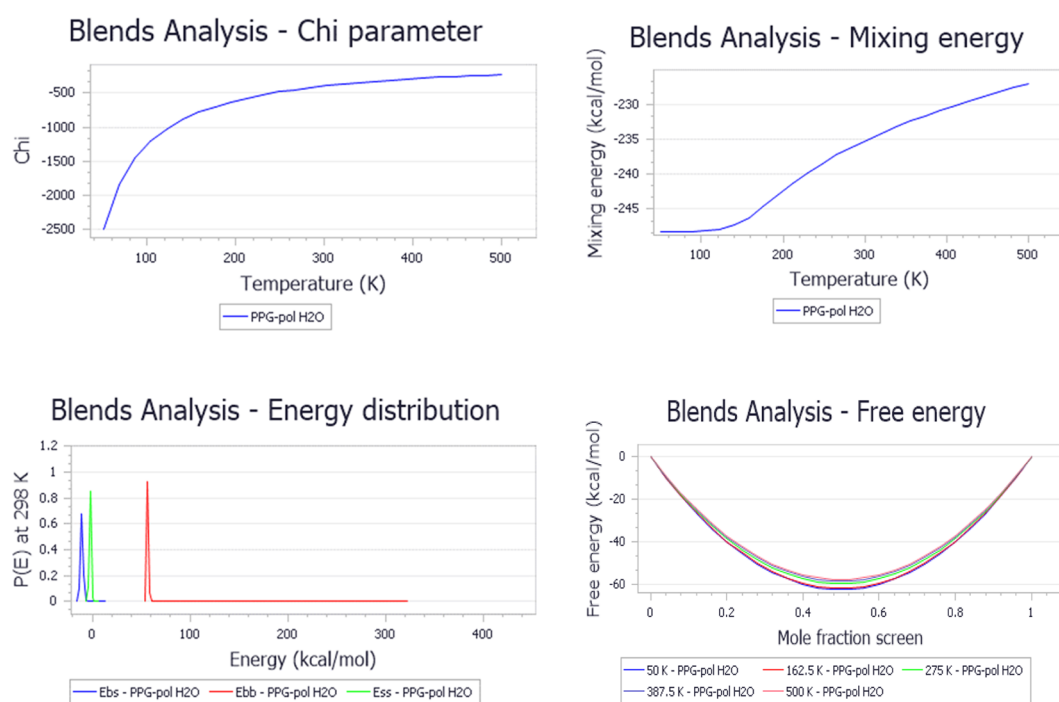 Blends Analysis - Chi parameter
Chi
-500
-1000
-1500
-2000
-2500
100 200 300 400 500
Temperature (K)
PPG-pol H2O
Blends Analysis - Mixing energy
Mixing energy (kcal/mol)
-230
-235
-240
-245
100 200 300 400 500
Temperature (K)
PPG-pol H2O
Blends Analysis - Energy distribution
P(E) at 298 K
1.2
1
0.8
0.6
0.4
0.2
0
0 100 200 300 400
Energy (kcal/mol)
Ebs - PPG-pol H2O Ebb - PPG-pol H2O Ess - PPG-pol H2O
Blends Analysis - Free energy
Free energy (kcal/mol)
0
-20
-40
-60
0 0.2 0.4 0.6 0.8 1
Mole fraction screen
50 K - PPG-pol H2O 162.5 K - PPG-pol H2O 275 K - PPG-pol H2O
387.5 K - PPG-pol H2O 500 K - PPG-pol H2O